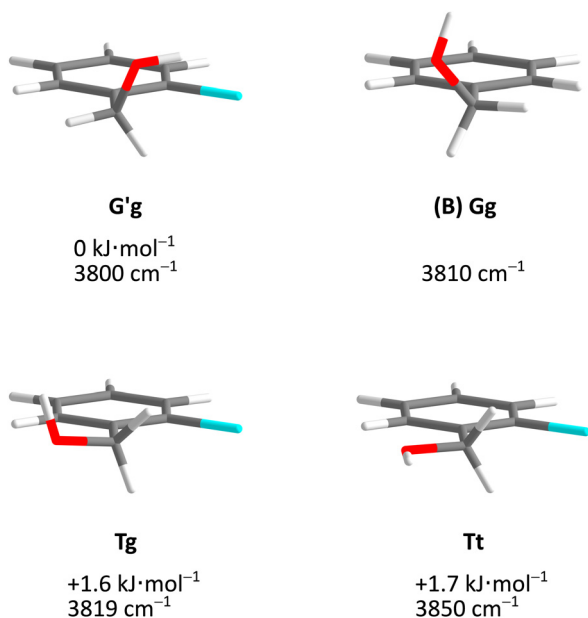 G'g
0 kJ·mol⁻¹
3800 cm⁻¹
(B) Gg
3810 cm⁻¹
Tg
+1.6 kJ·mol⁻¹
3819 cm⁻¹
Tt
+1.7 kJ·mol⁻¹
3850 cm⁻¹